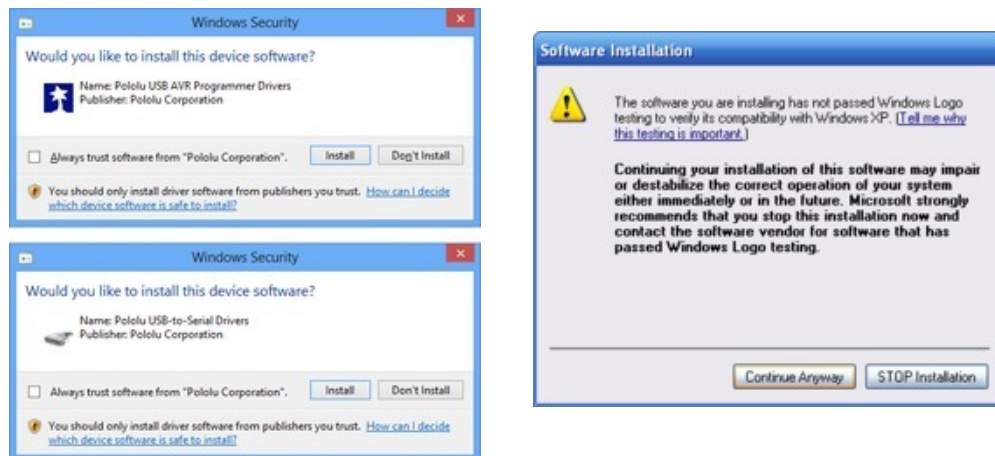 Windows Security
Would you like to install this device software?
Name: Pololu USB AVR Programmer Drivers
Publisher: Pololu Corporation
Always trust software from "Pololu Corporation".
Install
Don't Install
You should only install driver software from publishers you trust. How can I decide
which device software is safe to install?
Windows Security
Would you like to install this device software?
Name: Pololu USB-to-Serial Drivers
Publisher: Pololu Corporation
Always trust software from "Pololu Corporation".
Install
Don't Install
You should only install driver software from publishers you trust. How can I decide
which device software is safe to install?
Software Installation
The software you are installing has not passed Windows Logo
testing to verify its compatibility with Windows XP. (Tell me why
this testing is important.)
Continuing your installation of this software may impair
or destabilize the correct operation of your system
either immediately or in the future. Microsoft strongly
recommends that you stop this installation now and
contact the software vendor for software that has
passed Windows Logo testing.
Continue Anyway
STOP Installation